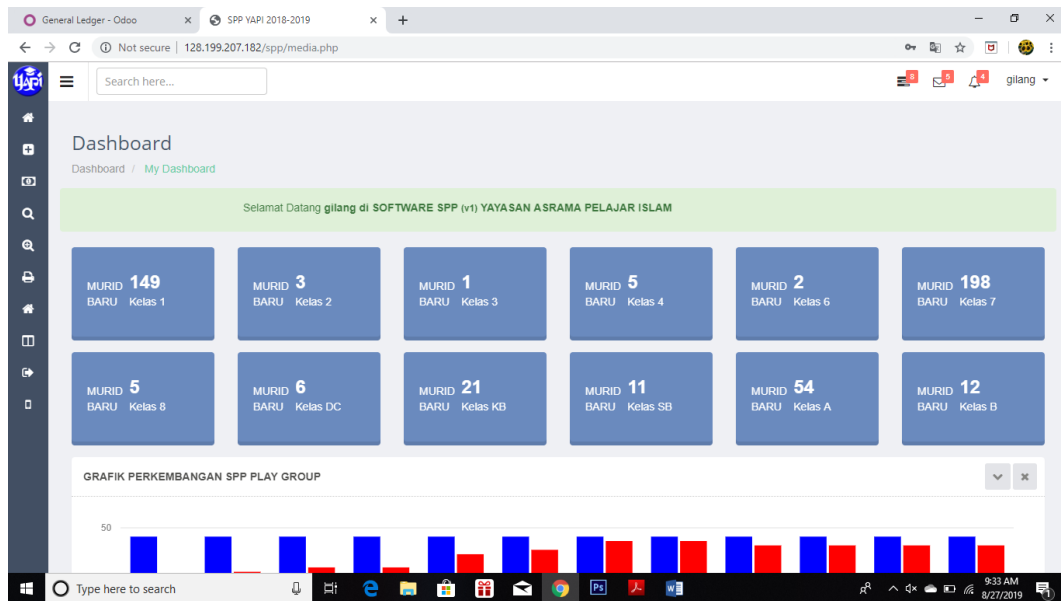 General Ledger - Odoo
SPP YAPI 2018-2019
Not secure | 128.199.207.182/spp/media.php
YAPI
Search here...
8
5
4
gilang
Dashboard
Dashboard / My Dashboard
Selamat Datang gilang di SOFTWARE SPP (v1) YAYASAN ASRAMA PELAJAR ISLAM
MURID 149
BARU Kelas 1
MURID 3
BARU Kelas 2
MURID 1
BARU Kelas 3
MURID 5
BARU Kelas 4
MURID 2
BARU Kelas 6
MURID 198
BARU Kelas 7
MURID 5
BARU Kelas 8
MURID 6
BARU Kelas DC
MURID 21
BARU Kelas KB
MURID 11
BARU Kelas SB
MURID 54
BARU Kelas A
MURID 12
BARU Kelas B
GRAFIK PERKEMBANGAN SPP PLAY GROUP
50
Type here to search
Ps
9:33 AM
8/27/2019
1